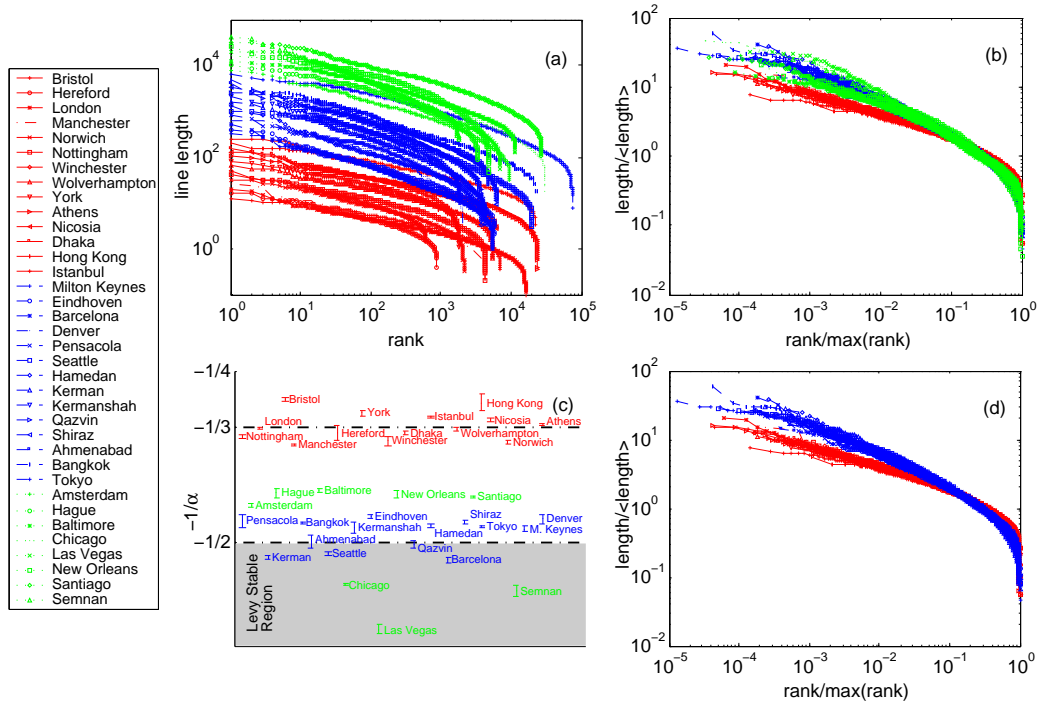 Bristol
Hereford
London
Manchester
Norwich
Nottingham
Winchester
Wolverhampton
York
Athens
Nicosia
Dhaka
Hong Kong
Istanbul
Milton Keynes
Eindhoven
Barcelona
Denver
Pensacola
Seattle
Hamedan
Kerman
Kermanshah
Qazvin
Shiraz
Ahmenabad
Bangkok
Tokyo
Amsterdam
Hague
Baltimore
Chicago
Las Vegas
New Orleans
Santiago
Semnan
(a)
line length
10^4
10^2
10^0
10^0 10^1 10^2 10^3 10^4 10^5
rank
(b)
length/<length>
10^2
10^1
10^0
10^-1
10^-2
10^-5 10^-4 10^-3 10^-2 10^-1 10^0
rank/max(rank)
(c)
−1/α
−1/4
−1/3
−1/2
Bristol
Hong Kong
York
Istanbul
Nicosia
Athens
London
Nottingham
Hereford
Dhaka
Wolverhampton
Manchester
Winchester
Norwich
Hague
Baltimore
New Orleans
Santiago
Amsterdam
Pensacola
Bangkok
Eindhoven
Kermanshah
Shiraz
Hamedan
Tokyo
Denver
M. Keynes
Ahmenabad
Qazvin
Kerman
Seattle
Barcelona
Chicago
Semnan
Las Vegas
Levy Stable
Region
(d)
length/<length>
10^2
10^1
10^0
10^-1
10^-2
10^-5 10^-4 10^-3 10^-2 10^-1 10^0
rank/max(rank)